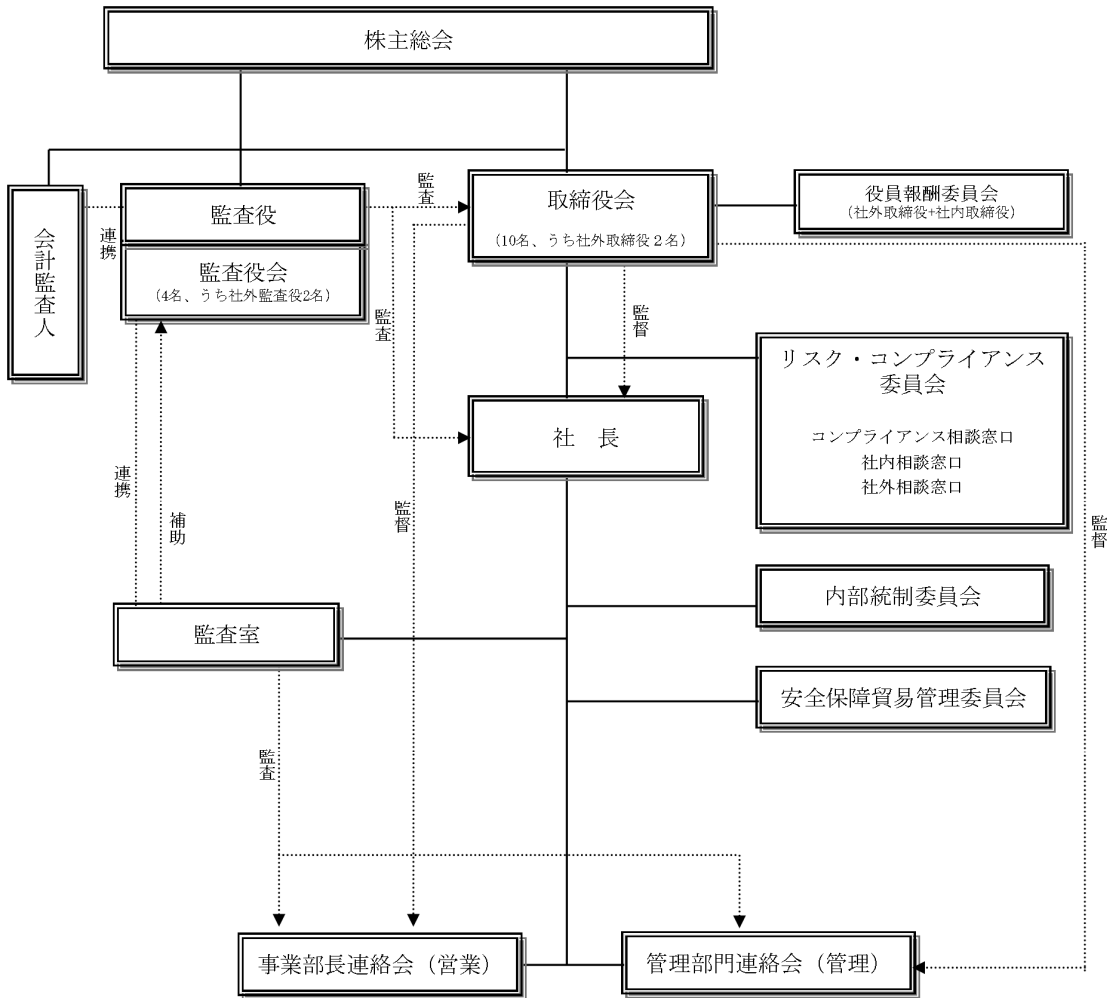 株主総会
監査
取締役会
(10名、うち社外取締役２名)
役員報酬委員会
(社外取締役+社内取締役)
会計監査人
連携
監査役
監査役会
(4名、うち社外監査役2名)
監査
監督
リスク・コンプライアンス
委員会
コンプライアンス相談窓口
社内相談窓口
社外相談窓口
社　長
連携
補助
監督
監督
内部統制委員会
監査室
安全保障貿易管理委員会
監査
事業部長連絡会（営業）
管理部門連絡会（管理）